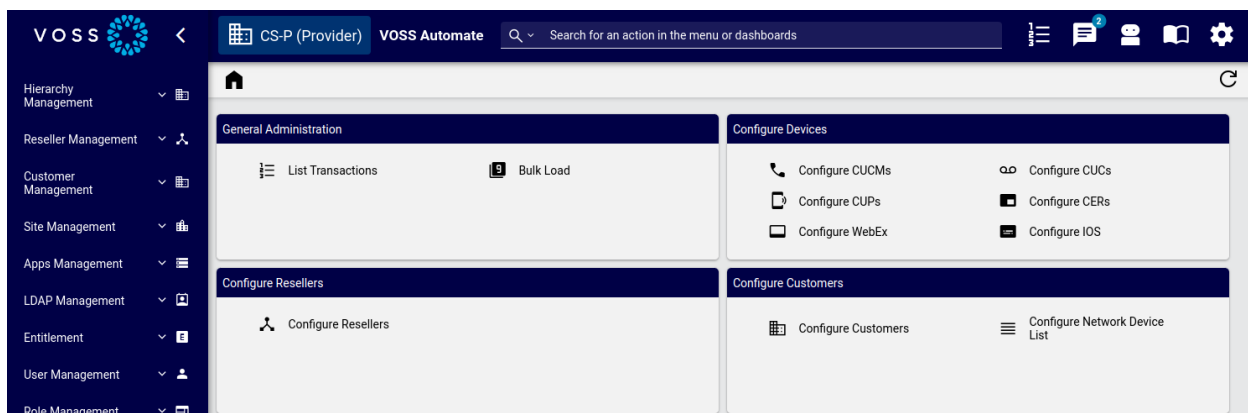 VOSS
CS-P (Provider)
VOSS Automate
Search for an action in the menu or dashboards
2
Hierarchy
Management
Reseller Management
Customer
Management
Site Management
Apps Management
LDAP Management
Entitlement
E
User Management
Role Management
General Administration
List Transactions
9
Bulk Load
Configure Devices
Configure CUCMs
Configure CUCs
Configure CUPs
Configure CERs
Configure WebEx
Configure IOS
Configure Resellers
Configure Resellers
Configure Customers
Configure Customers
Configure Network Device
List